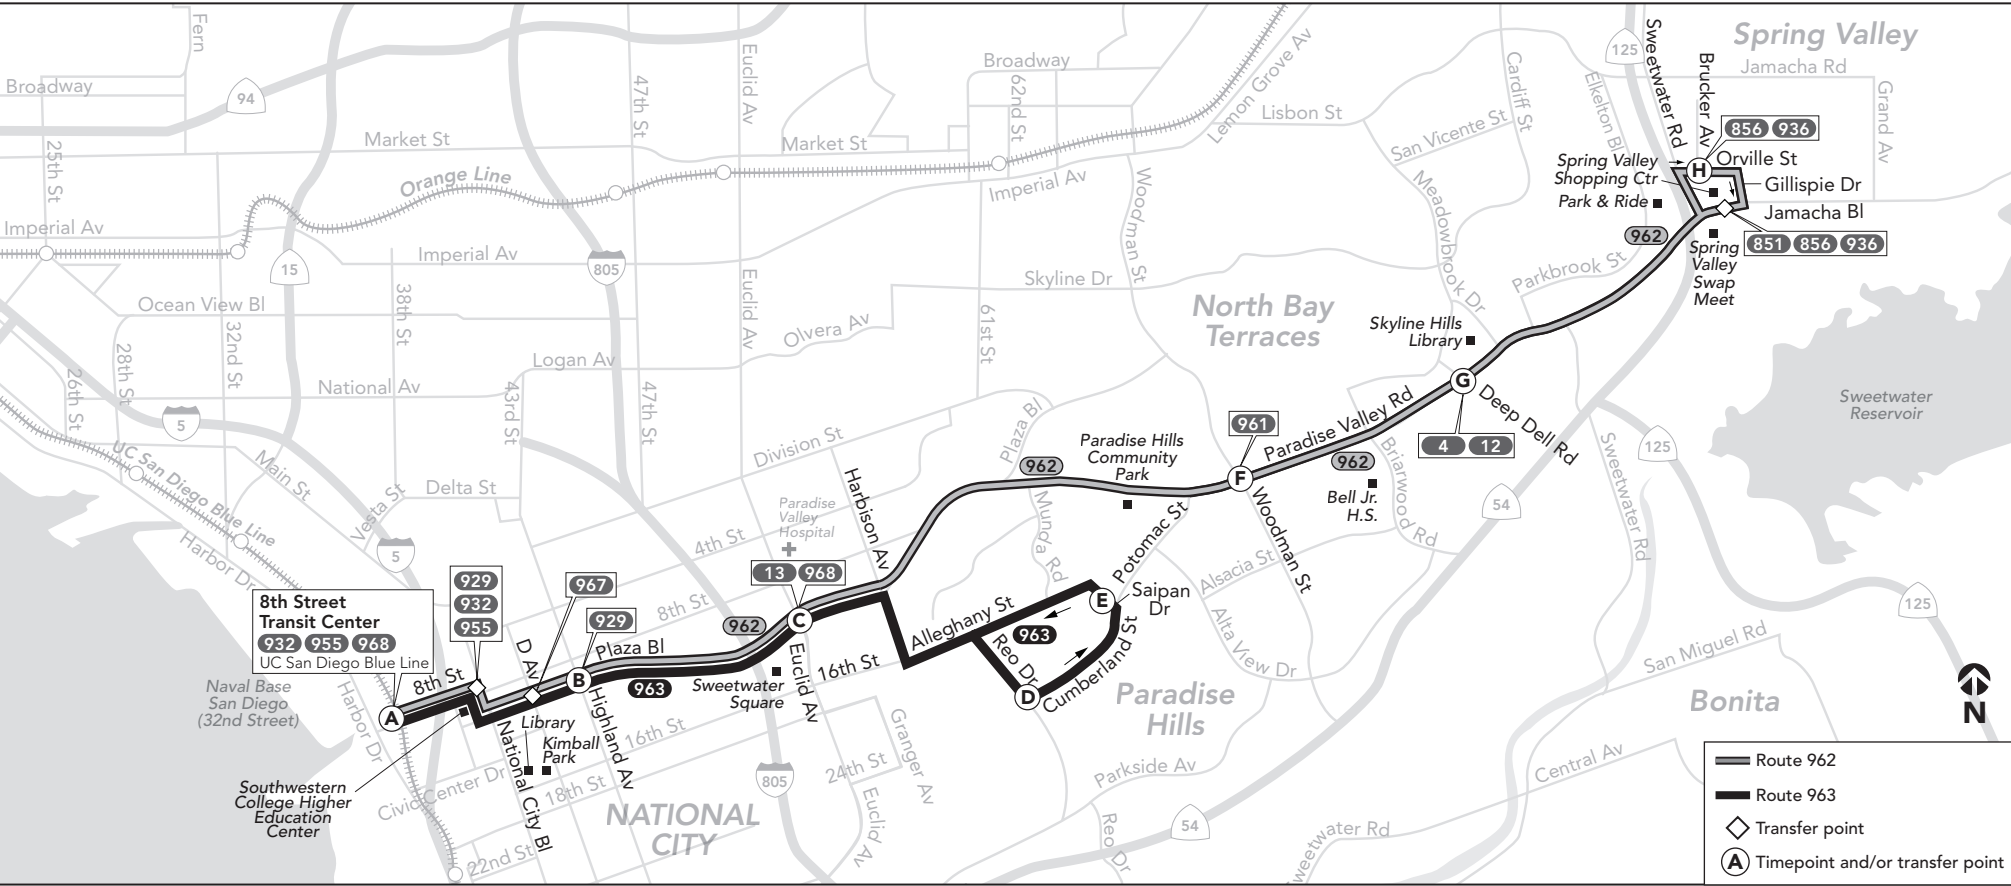 Fern
Broadway
94
25th St
Market St
Orange Line
Imperial Av
15
Imperial Av
47th St
Euclid Av
Market St
Broadway
62nd St
Lemon Grove Av
Lisbon St
Cardiff St
San Vicente St
Elkelton Bl
125
Sweetwater Rd
Brucker Av
Spring Valley
Jamacha Rd
Grand Av
856 936
Spring Valley
Shopping Ctr
H
Orville St
Gillispie Dr
Park & Ride
Jamacha Bl
851 856 936
962
Spring
Valley
Swap
Meet
Imperial Av
Woodman St
Meadowbrook Dr
Parkbrook St
805
Ocean View Bl
32nd St
28th St
26th St
38th St
Euclid Av
Skyline Dr
Olvera Av
61st St
North Bay
Terraces
Skyline Hills
Library
Logan Av
National Av
43rd St
47th St
5
G
Deep Dell Rd
4 12
Sweetwater
Reservoir
Sweetwater Rd
125
UC San Diego Blue Line
Main St
Vesta St
Delta St
Division St
Harbison Av
Plaza Bl
962
Paradise Hills
Community
Park
961
F
Paradise Valley Rd
962
Bell Jr.
H.S.
Briarwood Rd
54
Harbor Dr
5
4th St
Paradise
Valley
Hospital
13 968
Munda Rd
Potomac St
Woodman St
Alsacia St
125
8th Street
Transit Center
932 955 968
UC San Diego Blue Line
929
932
955
967
929
8th St
962
C
Alleghany St
963
E
Saipan
Dr
Alta View Dr
San Miguel Rd
8th St
D Av
B
Plaza Bl
963
Sweetwater
Square
Euclid Av
16th St
Reo Dr
D
Cumberland St
Paradise
Hills
Bonita
N
Naval Base
San Diego
(32nd Street)
Harbor Dr
A
National City Bl
Library
Kimball
Park
Highland Av
16th St
Granger Av
Southwestern
College Higher
Education
Center
Civic Center Dr
18th St
24th St
805
Euclid Av
NATIONAL
CITY
22nd St
Parkside Av
Reo Dr
54
Central Av
Sweetwater Rd
Route 962
Route 963
Transfer point
A Timepoint and/or transfer point